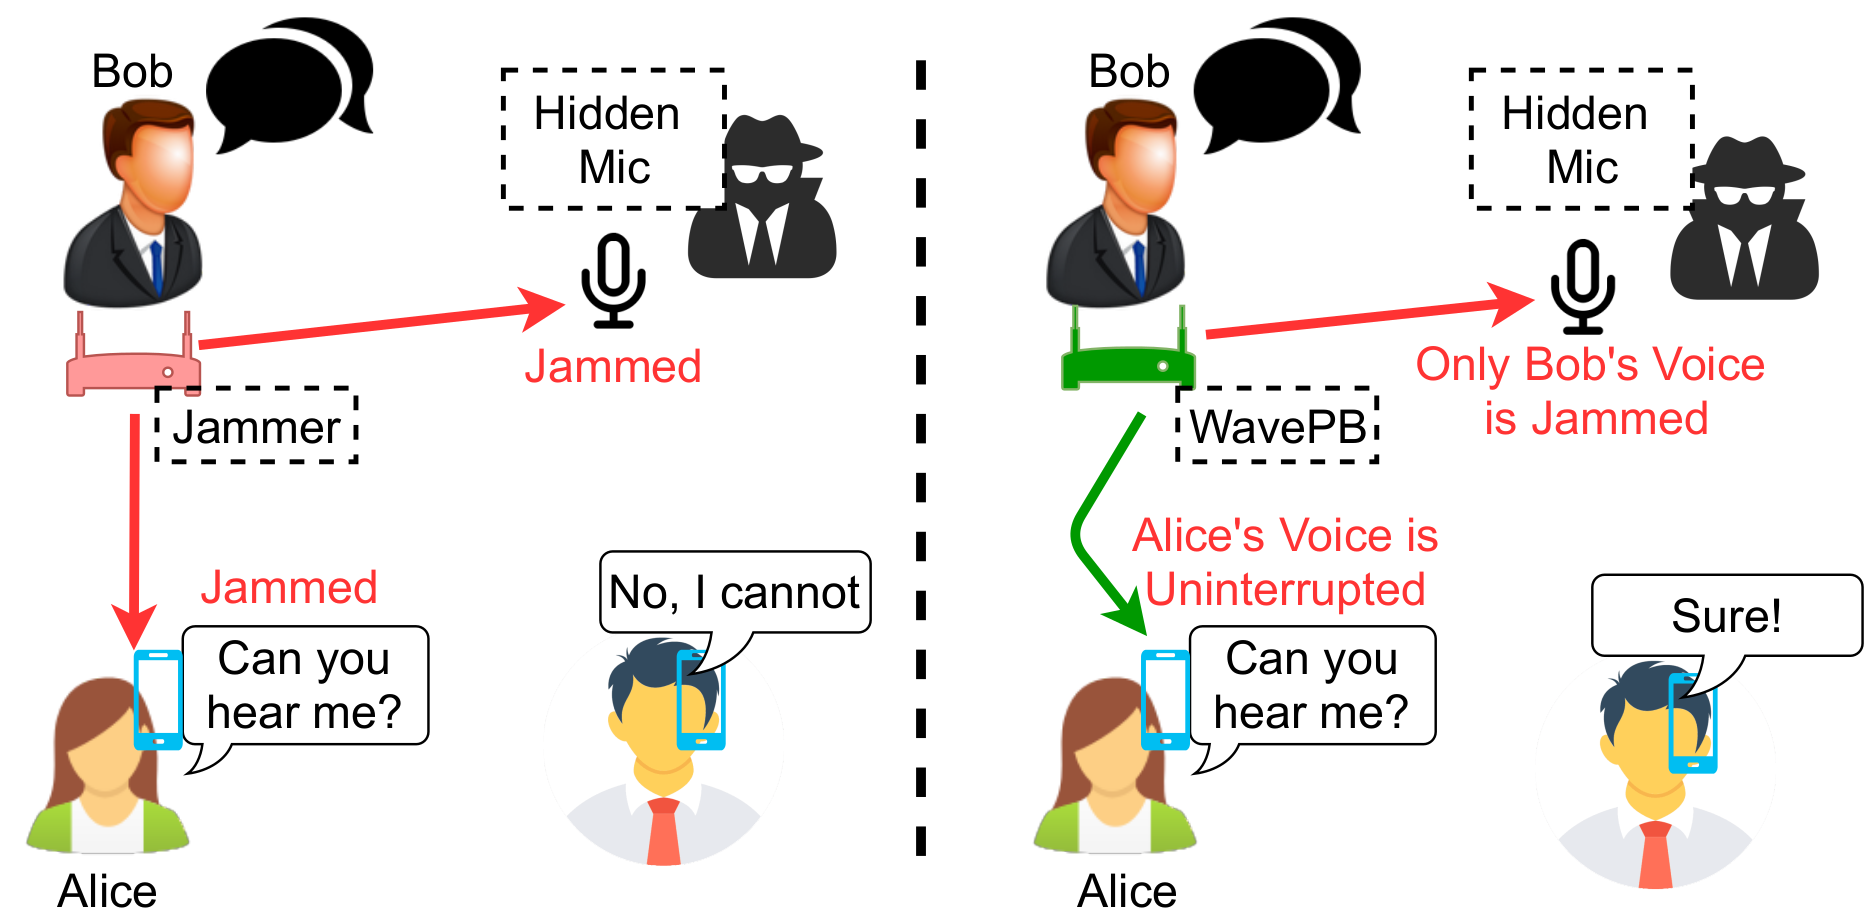 Bob
Hidden
Mic
Jammed
Jammer
Jammed
Can you
hear me?
No, I cannot
Alice
Bob
Hidden
Mic
Only Bob's Voice
is Jammed
WavePB
Alice's Voice is
Uninterrupted
Can you
hear me?
Sure!
Alice